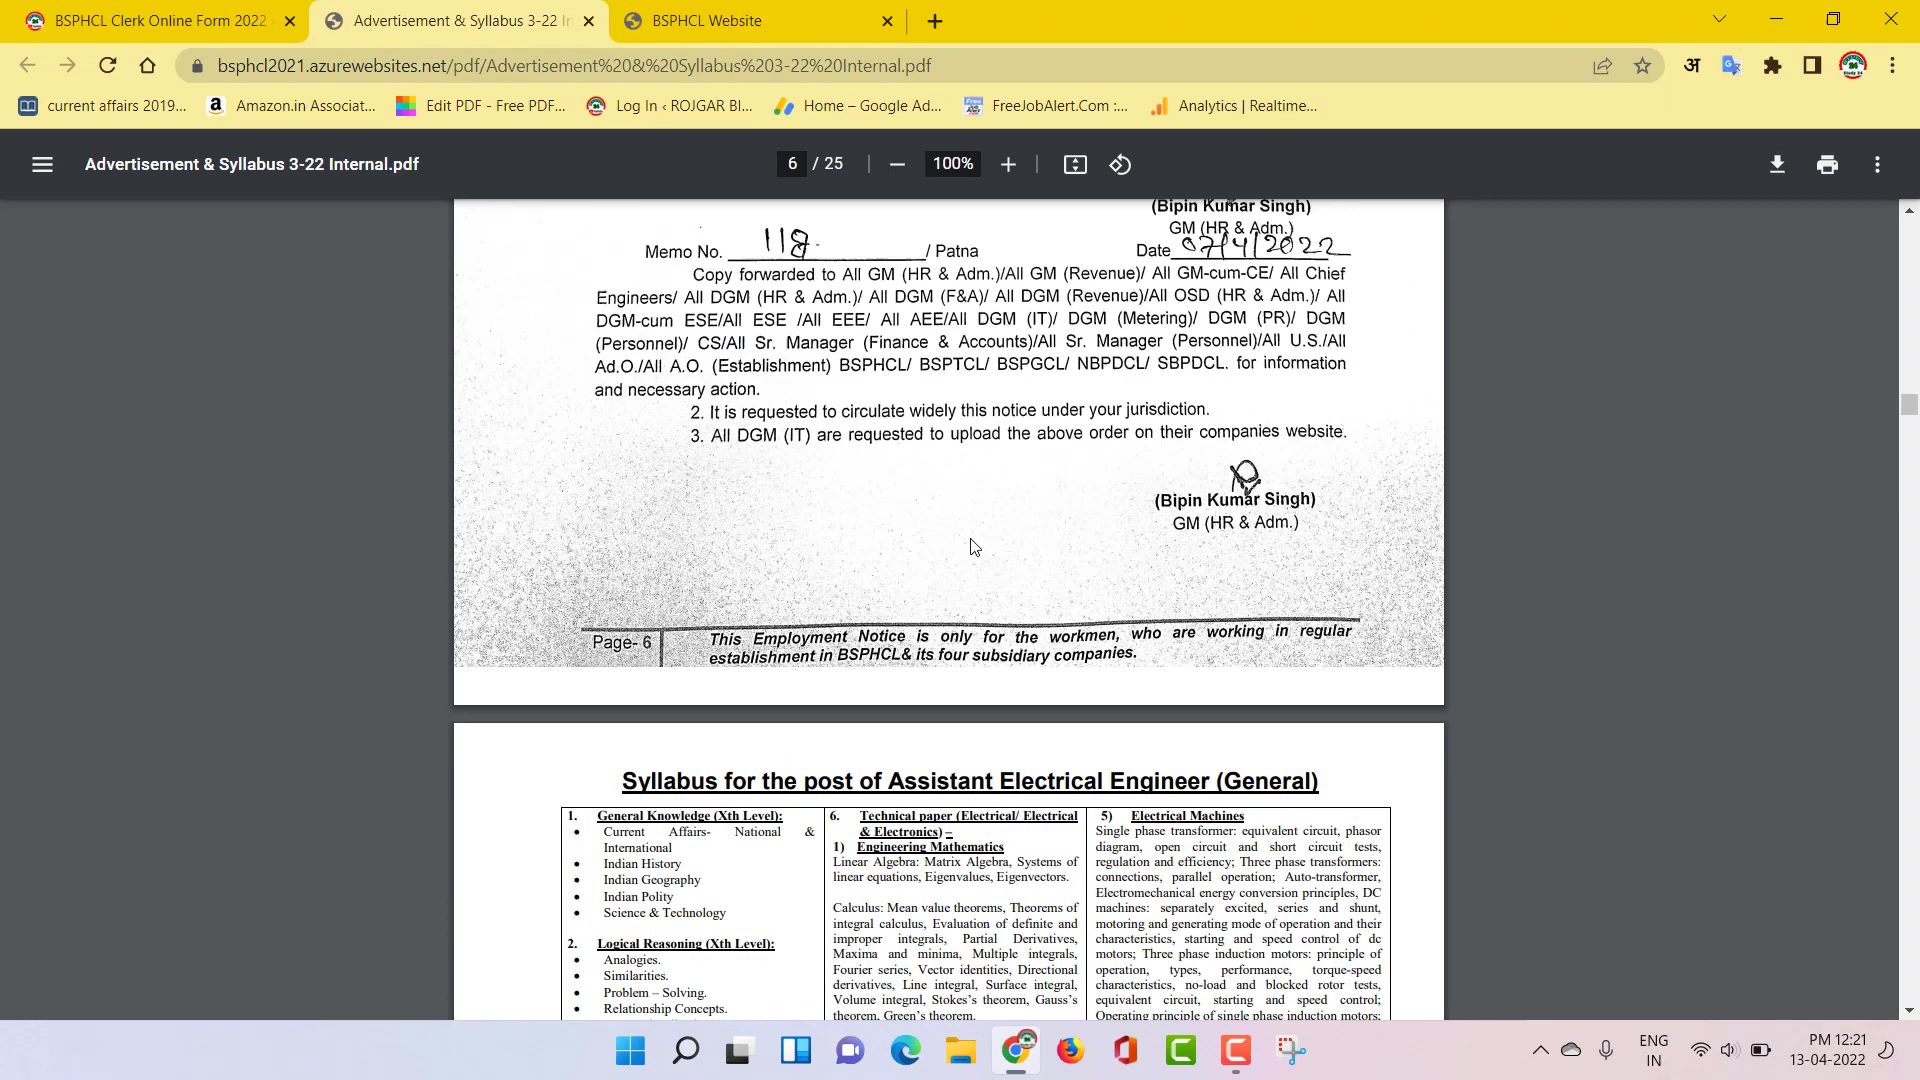 BSPHCL Clerk Online Form 2022
Advertisement & Syllabus 3-22 In
BSPHCL Website
bsphcl2021.azurewebsites.net/pdf/Advertisement%20&%20Syllabus%203-22%20Internal.pdf
अ
current affairs 2019...
Amazon.in Associat...
Edit PDF - Free PDF...
Log In ‹ ROJGAR BI...
Home – Google Ad...
FreeJobAlert.Com :...
Analytics | Realtime...
Advertisement & Syllabus 3-22 Internal.pdf
6 / 25
100%
(Bipin Kumar Singh)
GM (HR & Adm.)
Memo No. 118 / Patna Date 07/4/2022
Copy forwarded to All GM (HR & Adm.)/All GM (Revenue)/ All GM-cum-CE/ All Chief
Engineers/ All DGM (HR & Adm.)/ All DGM (F&A)/ All DGM (Revenue)/All OSD (HR & Adm.)/ All
DGM-cum ESE/All ESE /All EEE/ All AEE/All DGM (IT)/ DGM (Metering)/ DGM (PR)/ DGM
(Personnel)/ CS/All Sr. Manager (Finance & Accounts)/All Sr. Manager (Personnel)/All U.S./All
Ad.O./All A.O. (Establishment) BSPHCL/ BSPTCL/ BSPGCL/ NBPDCL/ SBPDCL. for information
and necessary action.
2. It is requested to circulate widely this notice under your jurisdiction.
3. All DGM (IT) are requested to upload the above order on their companies website.
(Bipin Kumar Singh)
GM (HR & Adm.)
Page- 6
This Employment Notice is only for the workmen, who are working in regular
establishment in BSPHCL& its four subsidiary companies.
Syllabus for the post of Assistant Electrical Engineer (General)
1. General Knowledge (Xth Level):
• Current Affairs- National &
International
• Indian History
• Indian Geography
• Indian Polity
• Science & Technology
2. Logical Reasoning (Xth Level):
• Analogies.
• Similarities.
• Problem – Solving.
• Relationship Concepts.
6. Technical paper (Electrical/ Electrical
& Electronics) –
1) Engineering Mathematics
Linear Algebra: Matrix Algebra, Systems of
linear equations, Eigenvalues, Eigenvectors.
Calculus: Mean value theorems, Theorems of
integral calculus, Evaluation of definite and
improper integrals, Partial Derivatives,
Maxima and minima, Multiple integrals,
Fourier series, Vector identities, Directional
derivatives, Line integral, Surface integral,
Volume integral, Stokes's theorem, Gauss's
theorem, Green's theorem.
5) Electrical Machines
Single phase transformer: equivalent circuit, phasor
diagram, open circuit and short circuit tests,
regulation and efficiency; Three phase transformers:
connections, parallel operation; Auto-transformer,
Electromechanical energy conversion principles, DC
machines: separately excited, series and shunt,
motoring and generating mode of operation and their
characteristics, starting and speed control of dc
motors; Three phase induction motors: principle of
operation, types, performance, torque-speed
characteristics, no-load and blocked rotor tests,
equivalent circuit, starting and speed control;
Operating principle of single phase induction motors;
ENG
IN
PM 12:21
13-04-2022